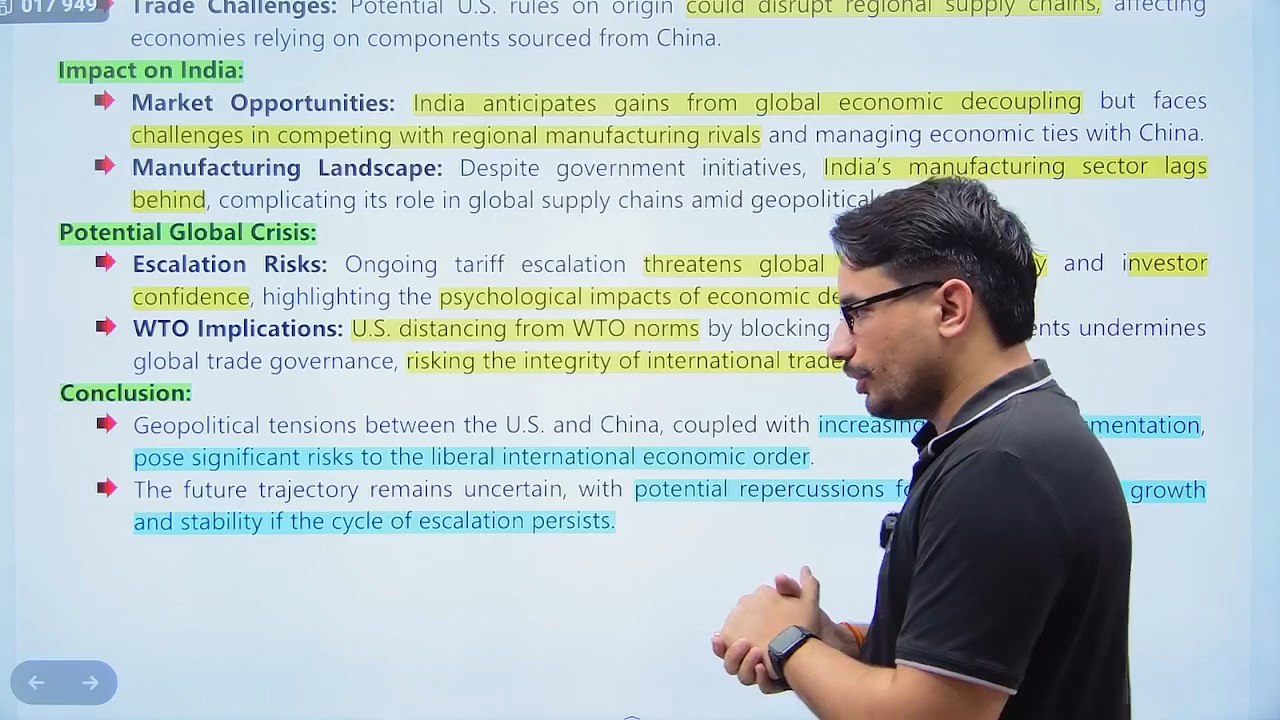 017 949
Trade Challenges: Potential U.S. rules on origin could disrupt regional supply chains, affecting
economies relying on components sourced from China.
Impact on India:
Market Opportunities: India anticipates gains from global economic decoupling but faces
challenges in competing with regional manufacturing rivals and managing economic ties with China.
Manufacturing Landscape: Despite government initiatives, India's manufacturing sector lags
behind, complicating its role in global supply chains amid geopolitical
Potential Global Crisis:
Escalation Risks: Ongoing tariff escalation threatens global and investor
confidence, highlighting the psychological impacts of economic
WTO Implications: U.S. distancing from WTO norms by blocking undermines
global trade governance, risking the integrity of international trade
Conclusion:
Geopolitical tensions between the U.S. and China, coupled with increasing
pose significant risks to the liberal international economic order.
The future trajectory remains uncertain, with potential repercussions growth
and stability if the cycle of escalation persists.